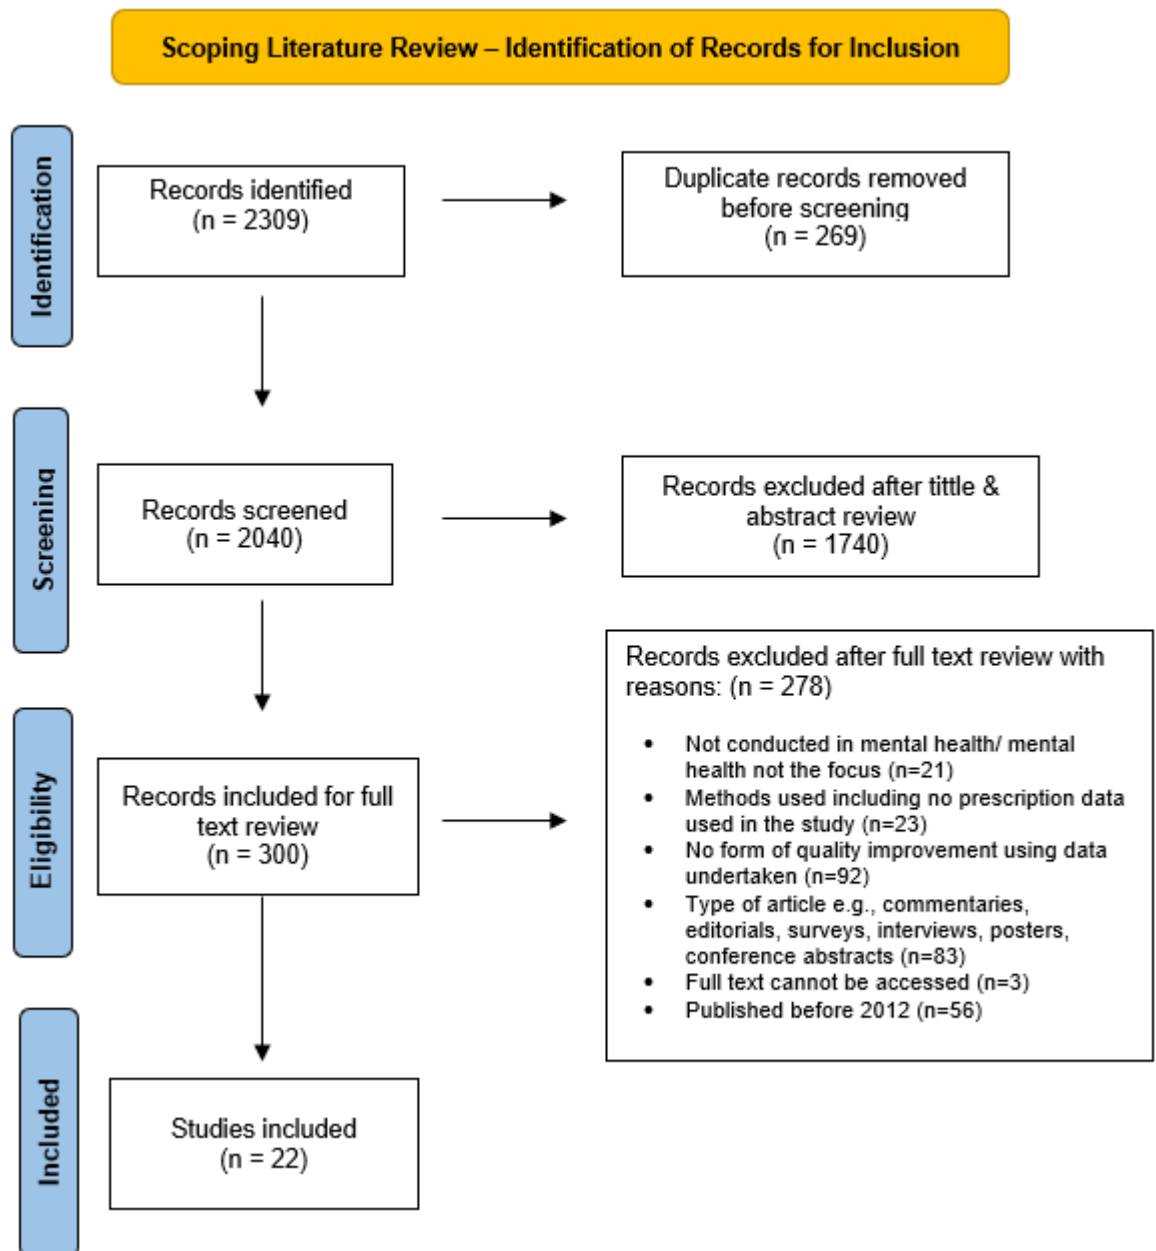 Scoping Literature Review – Identification of Records for Inclusion
Identification
Records identified
(n = 2309)
Duplicate records removed
before screening
(n = 269)
Screening
Records screened
(n = 2040)
Records excluded after tittle &
abstract review
(n = 1740)
Eligibility
Records included for full
text review
(n = 300)
Records excluded after full text review with
reasons: (n = 278)
• Not conducted in mental health/ mental
health not the focus (n=21)
• Methods used including no prescription data
used in the study (n=23)
• No form of quality improvement using data
undertaken (n=92)
• Type of article e.g., commentaries,
editorials, surveys, interviews, posters,
conference abstracts (n=83)
• Full text cannot be accessed (n=3)
• Published before 2012 (n=56)
Included
Studies included
(n = 22)